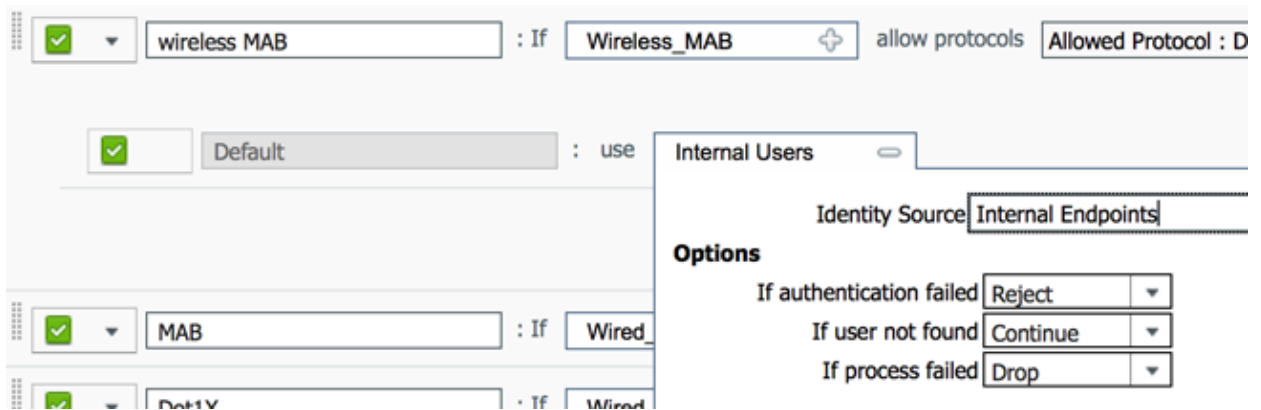 wireless MAB : If Wireless_MAB allow protocols Allowed Protocol : D
Default : use Internal Users
Identity Source Internal Endpoints
Options
If authentication failed Reject
If user not found Continue
If process failed Drop
MAB : If Wired_
Dot1X : If Wired